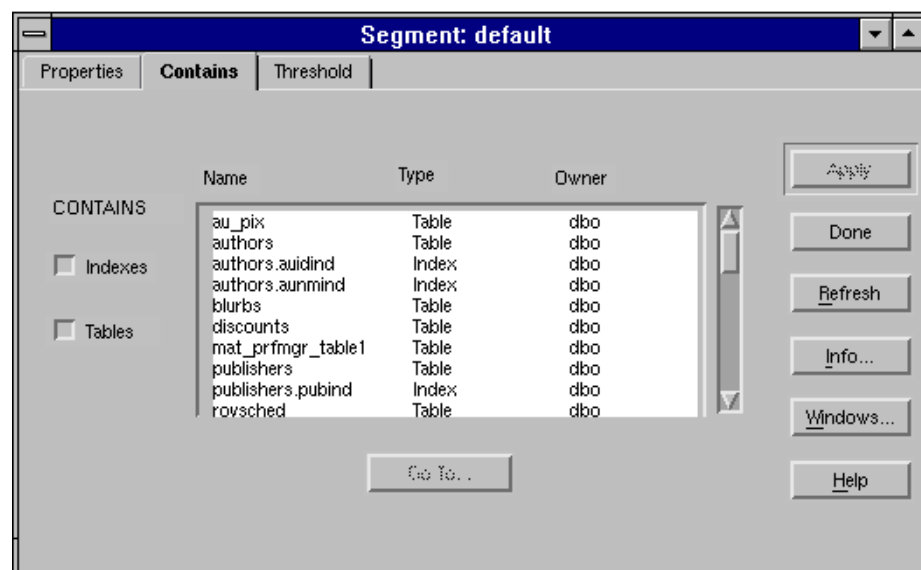 Segment: default
Properties Contains Threshold
Name Type Owner
CONTAINS
Indexes
Tables
au_pix Table dbo
authors Table dbo
authors.auidind Index dbo
authors.aunmind Index dbo
blurbs Table dbo
discounts Table dbo
mat_prfmgr_table1 Table dbo
publishers Table dbo
publishers.pubind Index dbo
roysched Table dbo
Go To...
Apply
Done
Refresh
Info...
Windows...
Help